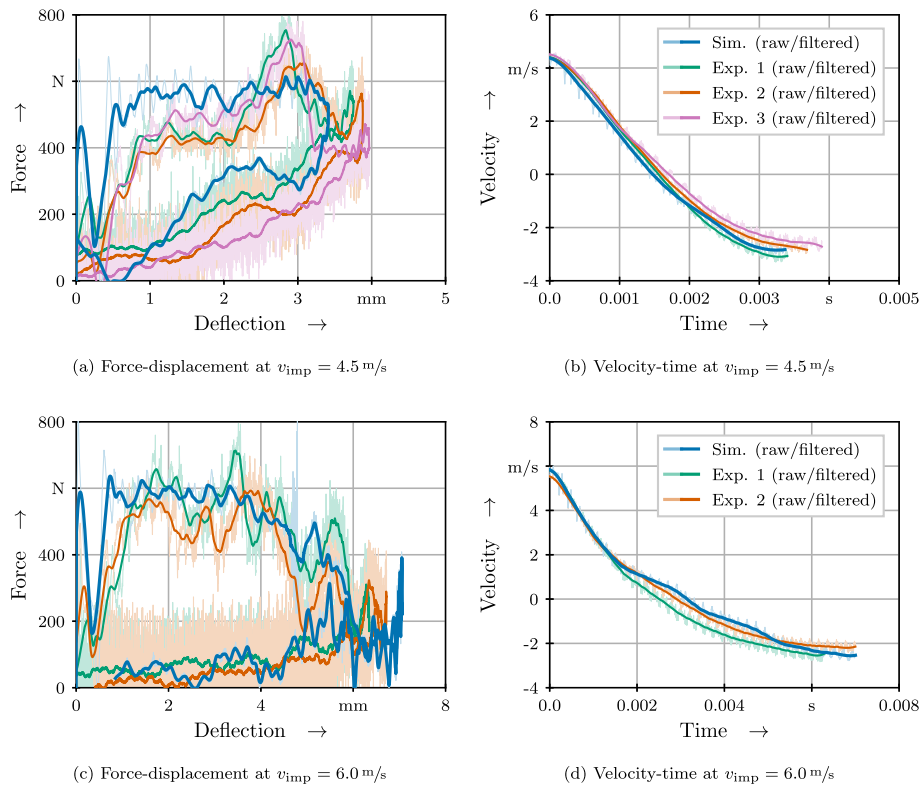 800
N
400
200
0
Force →
0
1
2
3
mm
5
Deflection →
(a) Force-displacement at v_imp = 4.5 m/s
6
m/s
2
0
-2
-4
Velocity →
Sim. (raw/filtered)
Exp. 1 (raw/filtered)
Exp. 2 (raw/filtered)
Exp. 3 (raw/filtered)
0.0
0.001
0.002
0.003
s
0.005
Time →
(b) Velocity-time at v_imp = 4.5 m/s
800
N
400
200
0
Force →
0
2
4
mm
8
Deflection →
(c) Force-displacement at v_imp = 6.0 m/s
8
m/s
4
2
0
-2
-4
Velocity →
Sim. (raw/filtered)
Exp. 1 (raw/filtered)
Exp. 2 (raw/filtered)
0.0
0.002
0.004
s
0.008
Time →
(d) Velocity-time at v_imp = 6.0 m/s